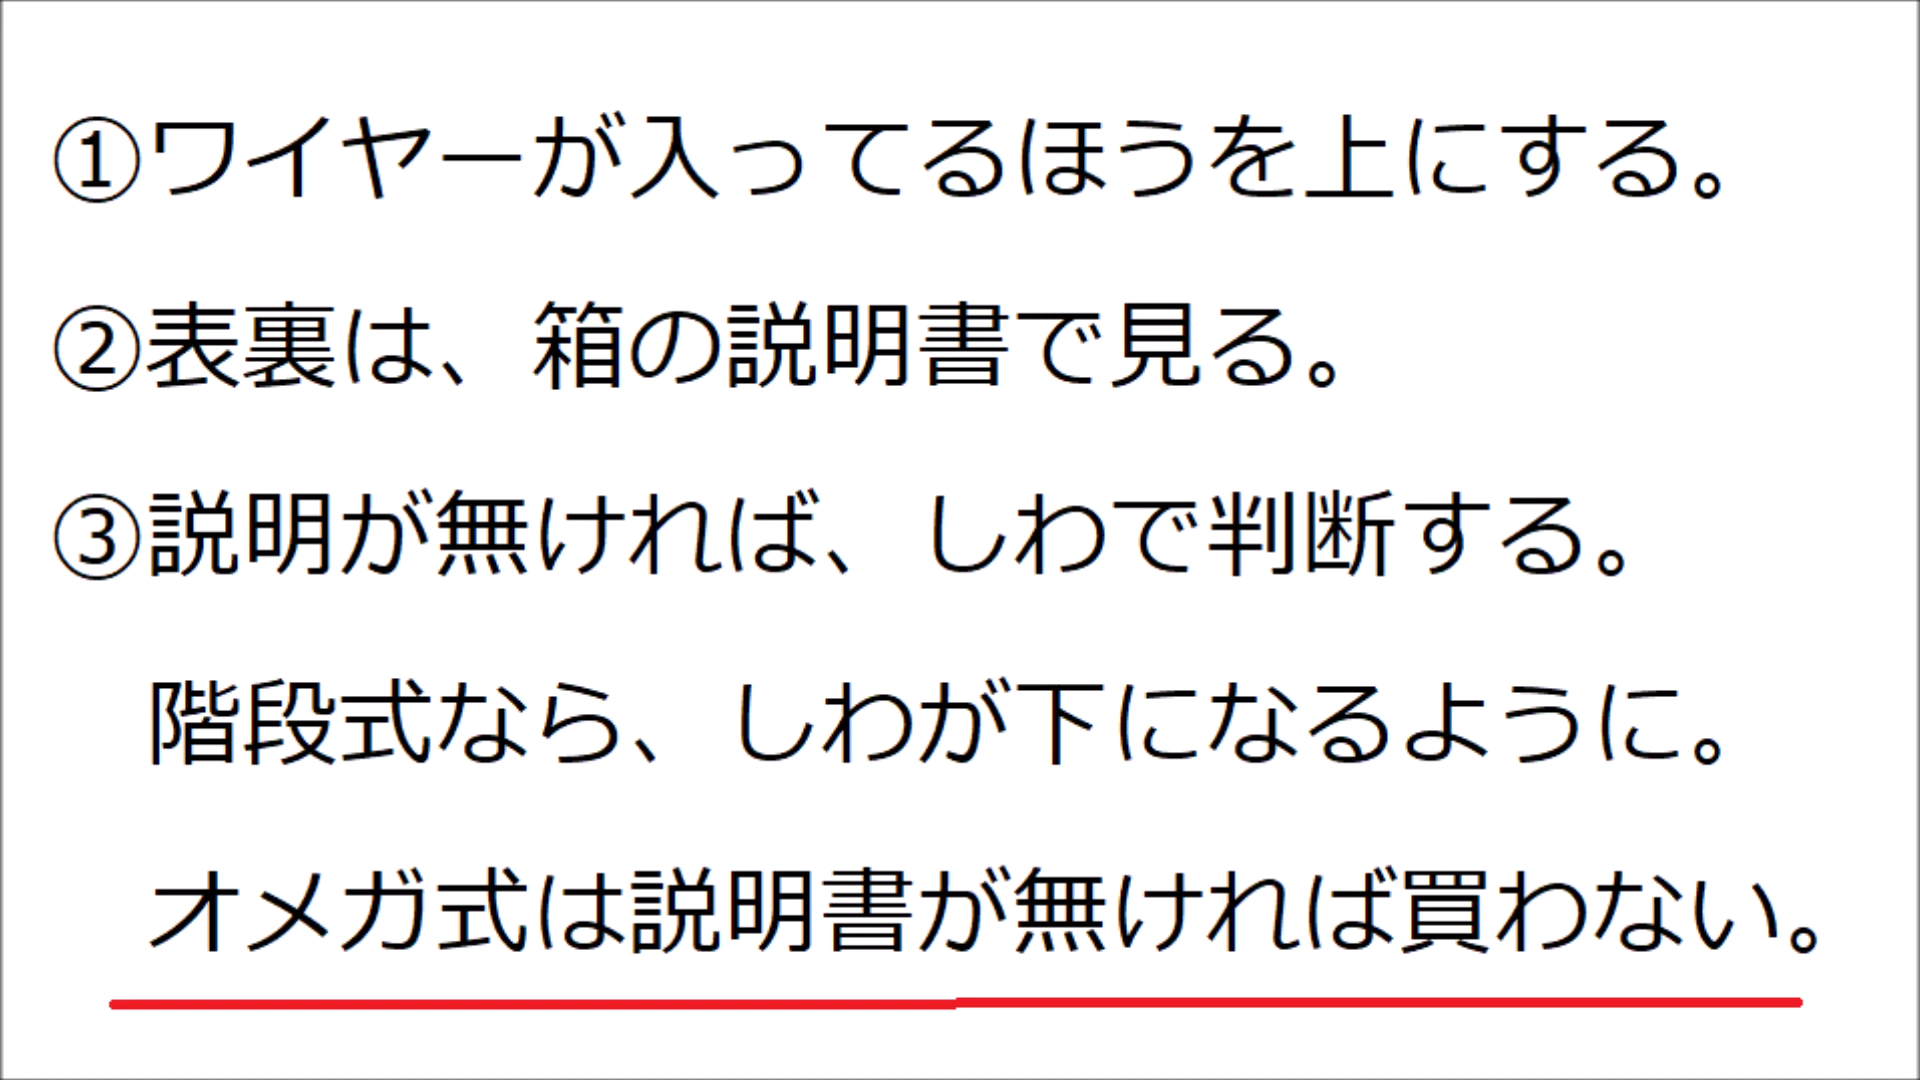 ①ワイヤーが入ってるほうを上にする。
②表裏は、箱の説明書で見る。
③説明が無ければ、しわで判断する。
階段式なら、しわが下になるように。
オメガ式は説明書が無ければ買わない。